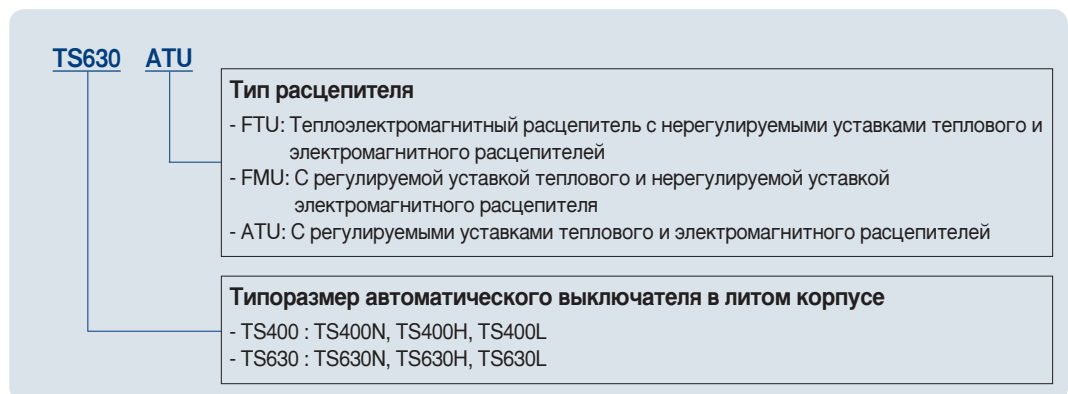 TS630 ATU
Тип расцепителя
- FTU: Теплоэлектромагнитный расцепитель с нерегулируемыми уставками теплового и
электромагнитного расцепителей
- FMU: С регулируемой уставкой теплового и нерегулируемой уставкой
электромагнитного расцепителя
- ATU: С регулируемыми уставками теплового и электромагнитного расцепителей
Типоразмер автоматического выключателя в литом корпусе
- TS400 : TS400N, TS400H, TS400L
- TS630 : TS630N, TS630H, TS630L